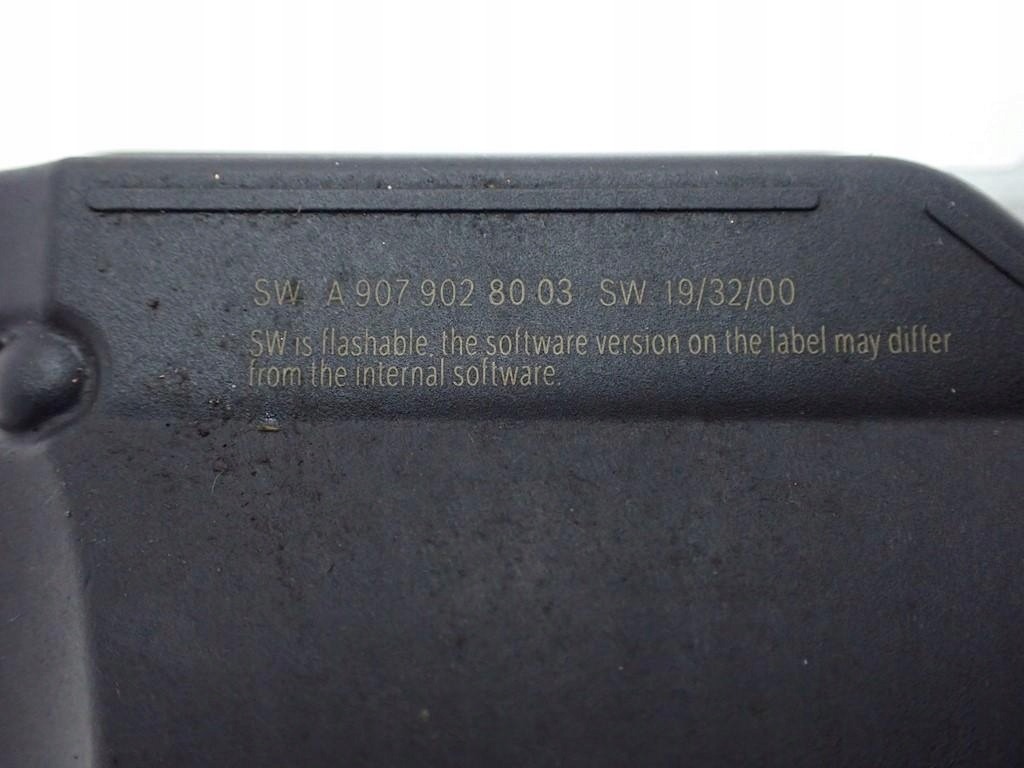 SW A 907 902 80 03 SW 19/32/00
SW is flashable, the software version on the label may differ
from the internal software.